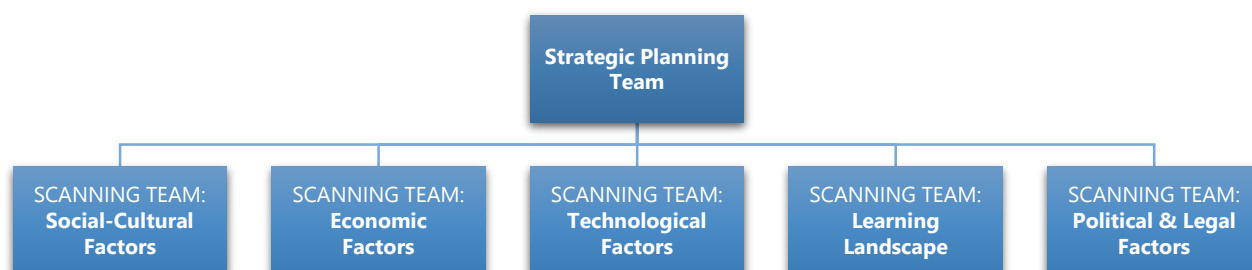 Strategic Planning
Team
SCANNING TEAM:
Social-Cultural
Factors
SCANNING TEAM:
Economic
Factors
SCANNING TEAM:
Technological
Factors
SCANNING TEAM:
Learning
Landscape
SCANNING TEAM:
Political & Legal
Factors